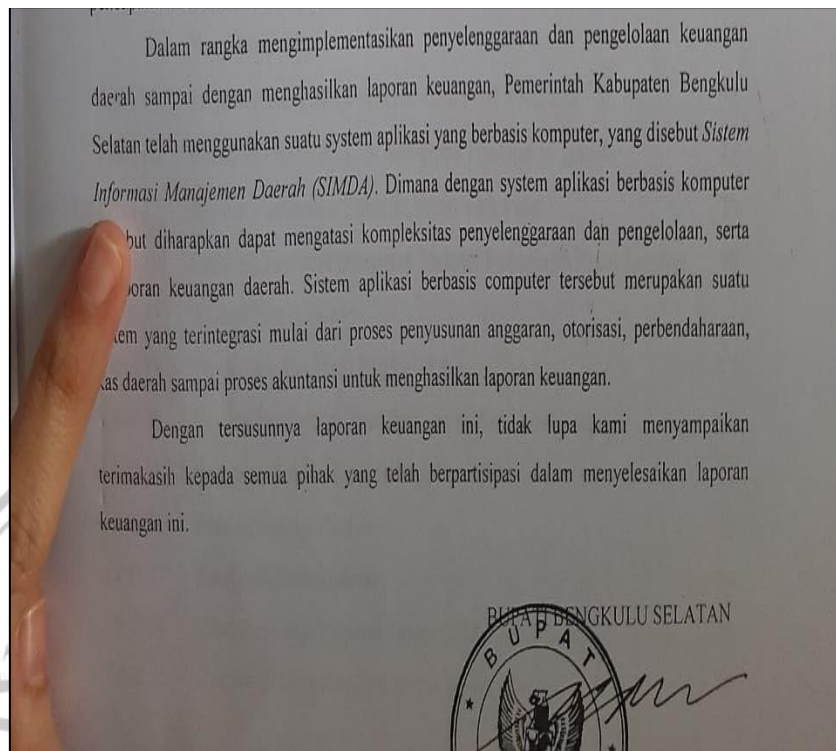 Dalam rangka mengimplementasikan penyelenggaraan dan pengelolaan keuangan
daerah sampai dengan menghasilkan laporan keuangan, Pemerintah Kabupaten Bengkulu
Selatan telah menggunakan suatu system aplikasi yang berbasis komputer, yang disebut Sistem
Informasi Manajemen Daerah (SIMDA). Dimana dengan system aplikasi berbasis komputer
but diharapkan dapat mengatasi kompleksitas penyelenggaraan dan pengelolaan, serta
poran keuangan daerah. Sistem aplikasi berbasis computer tersebut merupakan suatu
em yang terintegrasi mulai dari proses penyusunan anggaran, otorisasi, perbendaharaan,
kas daerah sampai proses akuntansi untuk menghasilkan laporan keuangan.
Dengan tersusunnya laporan keuangan ini, tidak lupa kami menyampaikan
terimakasih kepada semua pihak yang telah berpartisipasi dalam menyelesaikan laporan
keuangan ini.
BUPATI BENGKULU SELATAN
BUPAT